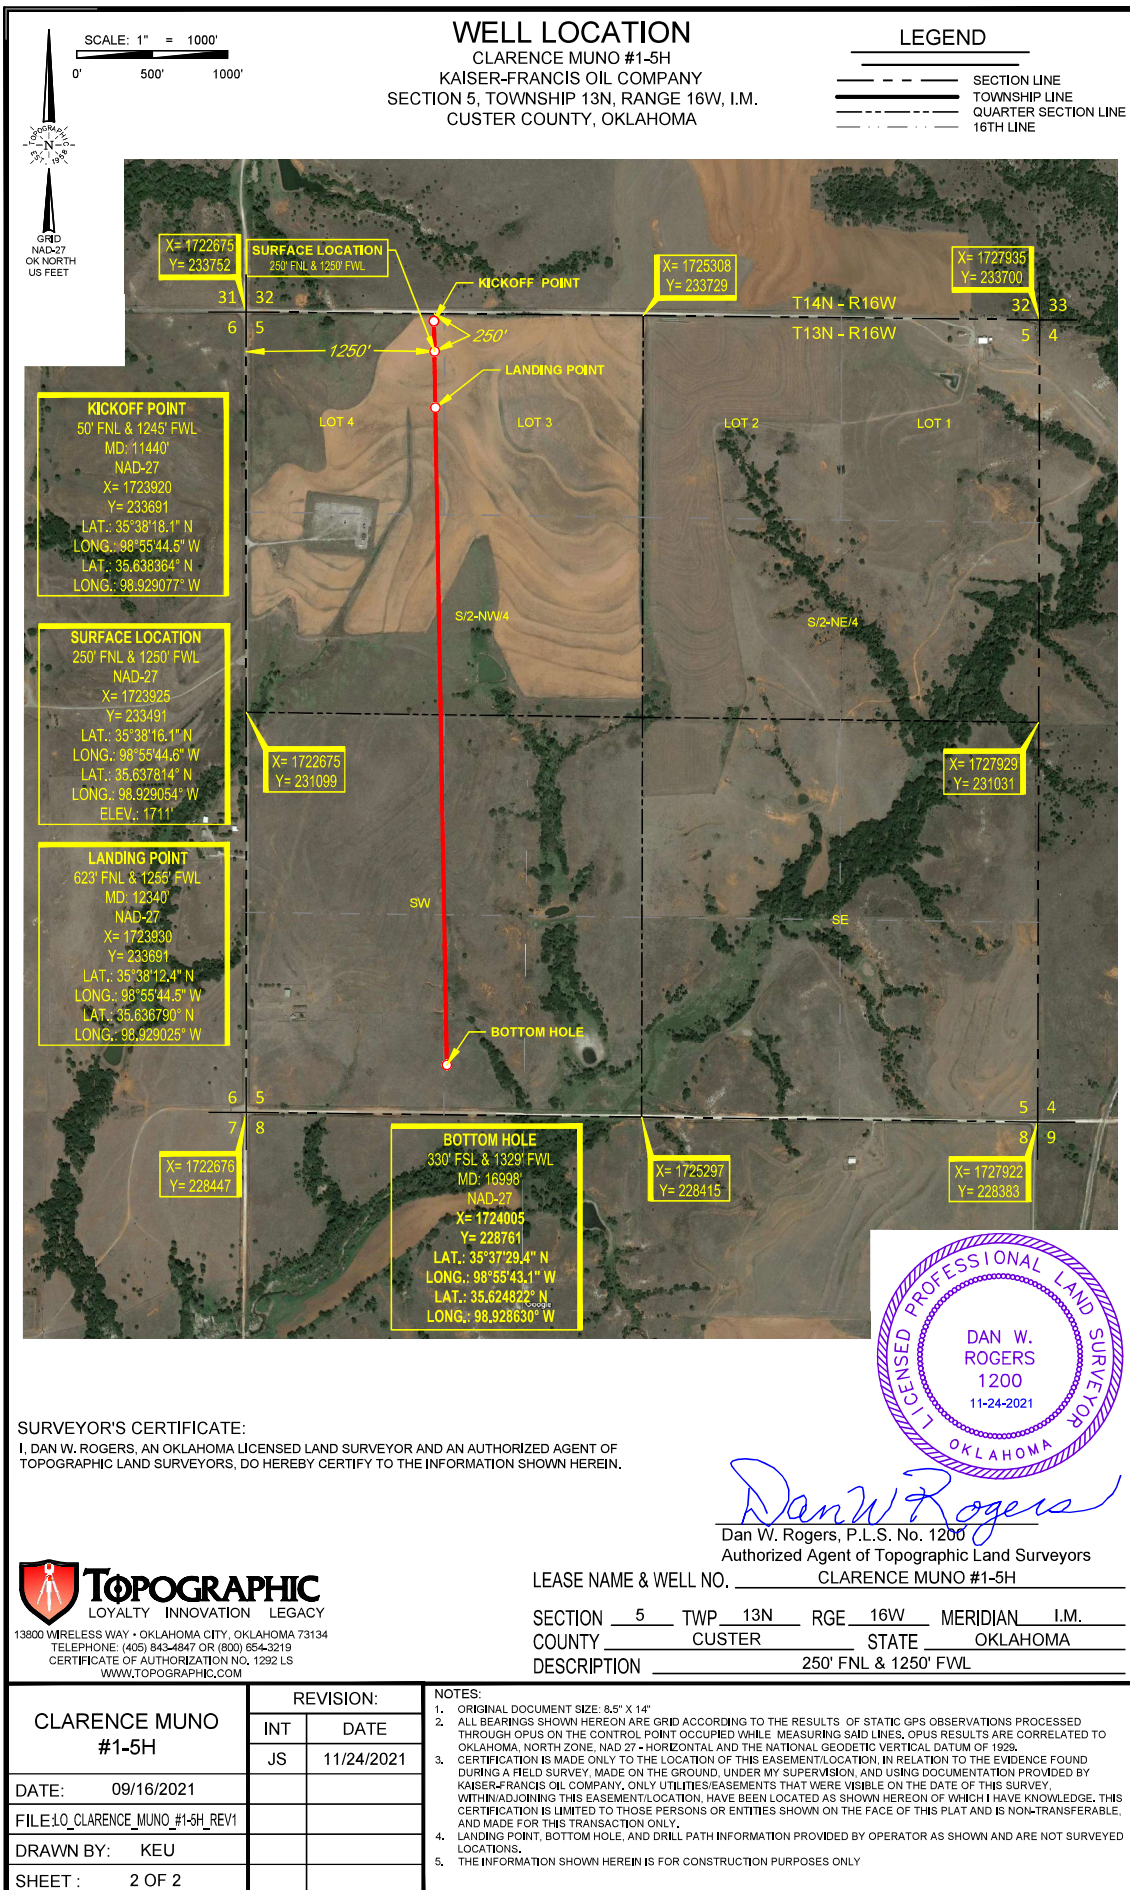 SCALE: 1" = 1000'
0' 500' 1000'
TOPOGRAPHIC
N
EST. 1958
GRID
NAD-27
OK NORTH
US FEET
WELL LOCATION
CLARENCE MUNO #1-5H
KAISER-FRANCIS OIL COMPANY
SECTION 5, TOWNSHIP 13N, RANGE 16W, I.M.
CUSTER COUNTY, OKLAHOMA
LEGEND
SECTION LINE
TOWNSHIP LINE
QUARTER SECTION LINE
16TH LINE
X= 1722675
Y= 233752
SURFACE LOCATION
250' FNL & 1250' FWL
KICKOFF POINT
X= 1725308
Y= 233729
X= 1727935
Y= 233700
31 32
6 5
T14N - R16W
T13N - R16W
32 33
5 4
1250'
250'
LANDING POINT
LOT 4
LOT 3
LOT 2
LOT 1
KICKOFF POINT
50' FNL & 1245' FWL
MD: 11440'
NAD-27
X= 1723920
Y= 233691
LAT.: 35°38'18.1" N
LONG.: 98°55'44.5" W
LAT.: 35.638364° N
LONG.: 98.929077° W
S/2-NW/4
S/2-NE/4
SURFACE LOCATION
250' FNL & 1250' FWL
NAD-27
X= 1723925
Y= 233491
LAT.: 35°38'16.1" N
LONG.: 98°55'44.6" W
LAT.: 35.637814° N
LONG.: 98.929054° W
ELEV.: 1711'
X= 1722675
Y= 231099
X= 1727929
Y= 231031
LANDING POINT
623' FNL & 1255' FWL
MD: 12340'
NAD-27
X= 1723930
Y= 233691
LAT.: 35°38'12.4" N
LONG.: 98°55'44.5" W
LAT.: 35.636790° N
LONG.: 98.929025° W
SW
SE
BOTTOM HOLE
6 5
7 8
5 4
8 9
X= 1722676
Y= 228447
BOTTOM HOLE
330' FSL & 1329' FWL
MD: 16998'
NAD-27
X= 1724005
Y= 228761
LAT.: 35°37'29.4" N
LONG.: 98°55'43.1" W
LAT.: 35.624822° N
LONG.: 98.928630° W
Google
X= 1725297
Y= 228415
X= 1727922
Y= 228383
LICENSED PROFESSIONAL LAND SURVEYOR
DAN W.
ROGERS
1200
11-24-2021
OKLAHOMA
SURVEYOR'S CERTIFICATE:
I, DAN W. ROGERS, AN OKLAHOMA LICENSED LAND SURVEYOR AND AN AUTHORIZED AGENT OF
TOPOGRAPHIC LAND SURVEYORS, DO HEREBY CERTIFY TO THE INFORMATION SHOWN HEREIN.
Dan W Rogers
Dan W. Rogers, P.L.S. No. 1200
Authorized Agent of Topographic Land Surveyors
TOPOGRAPHIC
LOYALTY INNOVATION LEGACY
13800 WIRELESS WAY • OKLAHOMA CITY, OKLAHOMA 73134
TELEPHONE: (405) 843-4847 OR (800) 654-3219
CERTIFICATE OF AUTHORIZATION NO. 1292 LS
WWW.TOPOGRAPHIC.COM
LEASE NAME & WELL NO. CLARENCE MUNO #1-5H
SECTION 5 TWP 13N RGE 16W MERIDIAN I.M.
COUNTY CUSTER STATE OKLAHOMA
DESCRIPTION 250' FNL & 1250' FWL
CLARENCE MUNO
#1-5H
REVISION:
INT DATE
JS 11/24/2021
DATE: 09/16/2021
FILE:LO_CLARENCE_MUNO_#1-5H_REV1
DRAWN BY: KEU
SHEET : 2 OF 2
NOTES:
1. ORIGINAL DOCUMENT SIZE: 8.5" X 14"
2. ALL BEARINGS SHOWN HEREON ARE GRID ACCORDING TO THE RESULTS OF STATIC GPS OBSERVATIONS PROCESSED
THROUGH OPUS ON THE CONTROL POINT OCCUPIED WHILE MEASURING SAID LINES. OPUS RESULTS ARE CORRELATED TO
OKLAHOMA, NORTH ZONE, NAD 27 - HORIZONTAL AND THE NATIONAL GEODETIC VERTICAL DATUM OF 1929.
3. CERTIFICATION IS MADE ONLY TO THE LOCATION OF THIS EASEMENT/LOCATION, IN RELATION TO THE EVIDENCE FOUND
DURING A FIELD SURVEY, MADE ON THE GROUND, UNDER MY SUPERVISION, AND USING DOCUMENTATION PROVIDED BY
KAISER-FRANCIS OIL COMPANY. ONLY UTILITIES/EASEMENTS THAT WERE VISIBLE ON THE DATE OF THIS SURVEY,
WITHIN/ADJOINING THIS EASEMENT/LOCATION, HAVE BEEN LOCATED AS SHOWN HEREON OF WHICH I HAVE KNOWLEDGE. THIS
CERTIFICATION IS LIMITED TO THOSE PERSONS OR ENTITIES SHOWN ON THE FACE OF THIS PLAT AND IS NON-TRANSFERABLE,
AND MADE FOR THIS TRANSACTION ONLY.
4. LANDING POINT, BOTTOM HOLE, AND DRILL PATH INFORMATION PROVIDED BY OPERATOR AS SHOWN AND ARE NOT SURVEYED
LOCATIONS.
5. THE INFORMATION SHOWN HEREIN IS FOR CONSTRUCTION PURPOSES ONLY